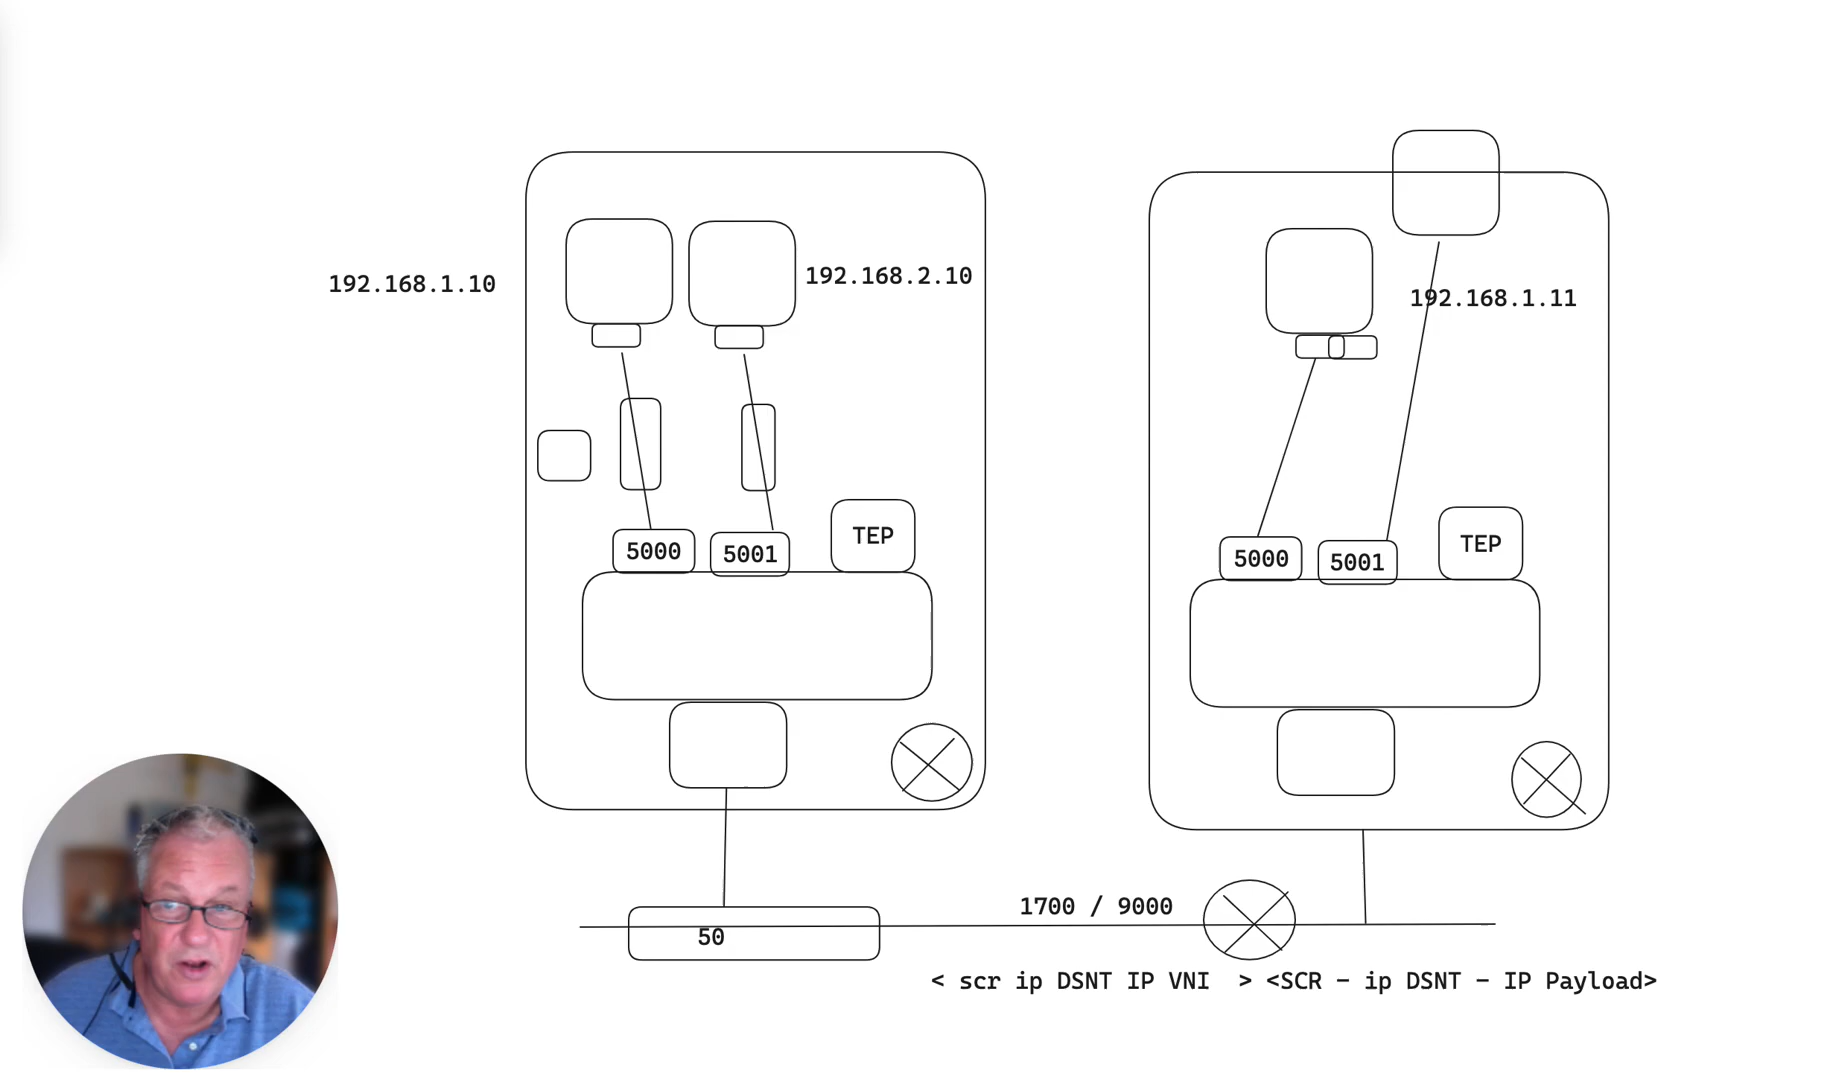 192.168.1.10
192.168.2.10
192.168.1.11
5000
5001
TEP
5000
5001
TEP
1700 / 9000
50
< scr ip DSNT IP VNI  > <SCR - ip DSNT - IP Payload>